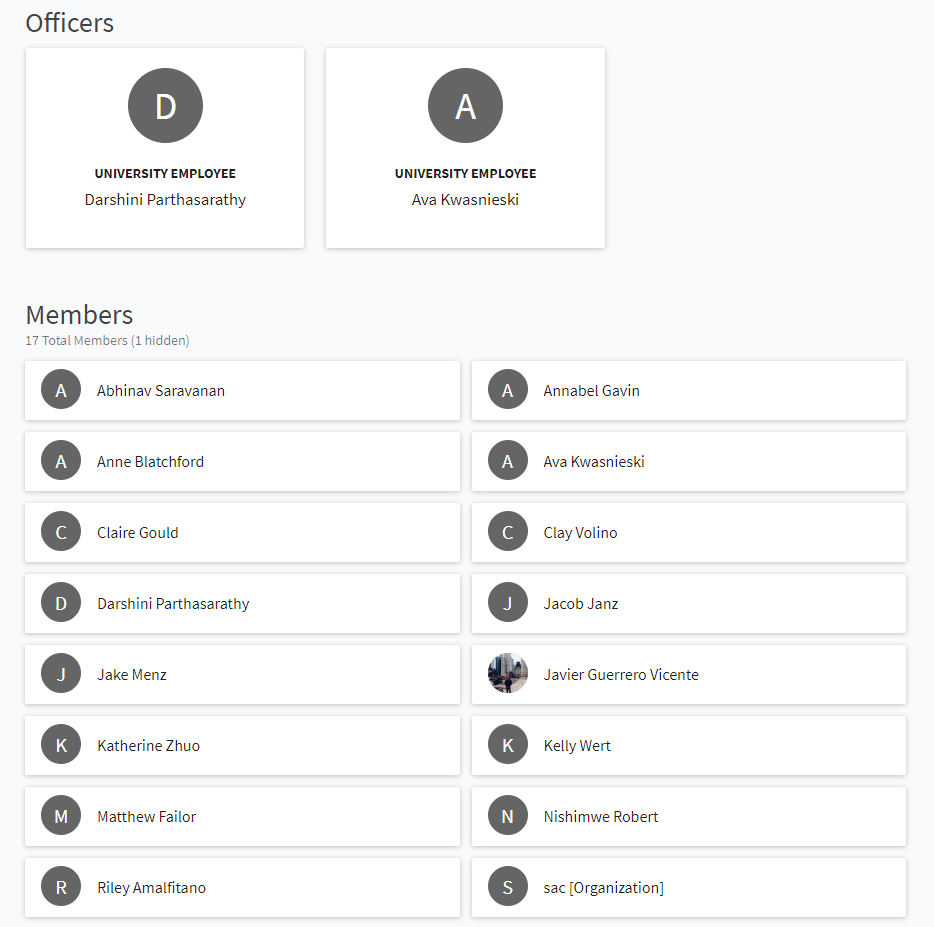 Officers
D
A
UNIVERSITY EMPLOYEE
Darshini Parthasarathy
UNIVERSITY EMPLOYEE
Ava Kwasnieski
Members
17 Total Members (1 hidden)
A Abhinav Saravanan
A Annabel Gavin
A Anne Blatchford
A Ava Kwasnieski
C Claire Gould
C Clay Volino
D Darshini Parthasarathy
J Jacob Janz
J Jake Menz
Javier Guerrero Vicente
K Katherine Zhuo
K Kelly Wert
M Matthew Failor
N Nishimwe Robert
R Riley Amalfitano
S sac [Organization]